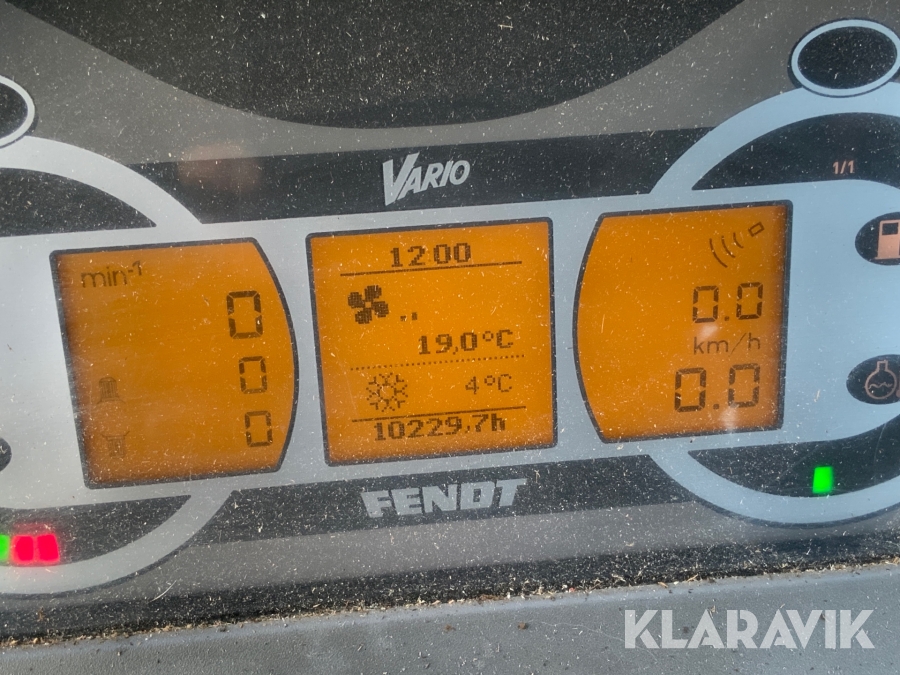 VARIO
1/1
min-1
0
0
0
12:00
19,0°C
4°C
10229,7h
0.0
km/h
0.0
FENDT
KLARAVIK